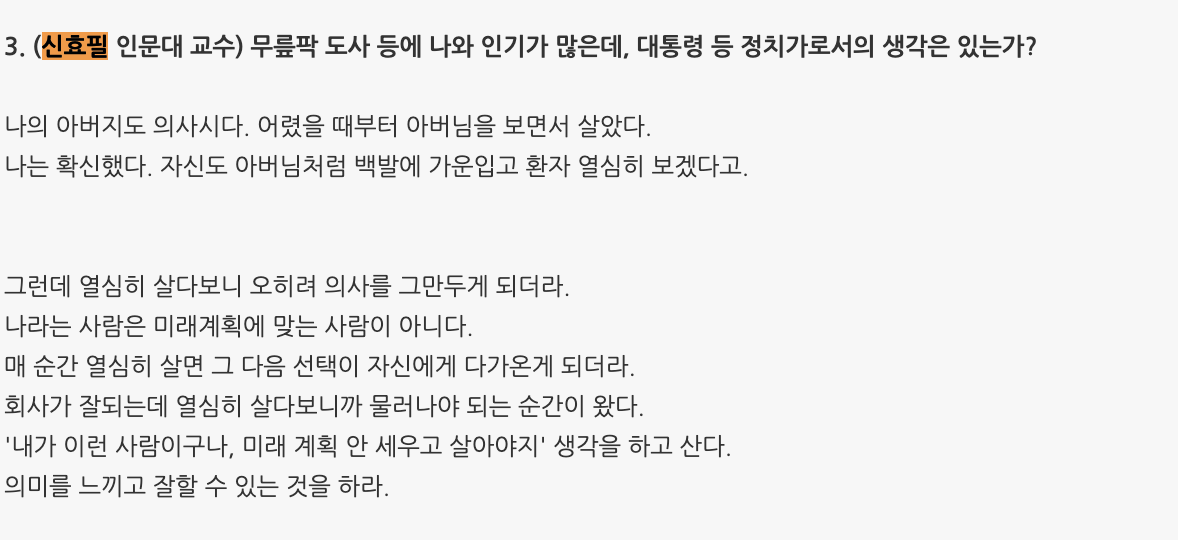 3. (신효필 인문대 교수) 무릎팍 도사 등에 나와 인기가 많은데, 대통령 등 정치가로서의 생각은 있는가?
나의 아버지도 의사시다. 어렸을 때부터 아버님을 보면서 살았다.
나는 확신했다. 자신도 아버님처럼 백발에 가운입고 환자 열심히 보겠다고.
그런데 열심히 살다보니 오히려 의사를 그만두게 되더라.
나라는 사람은 미래계획에 맞는 사람이 아니다.
매 순간 열심히 살면 그 다음 선택이 자신에게 다가온게 되더라.
회사가 잘되는데 열심히 살다보니까 물러나야 되는 순간이 왔다.
'내가 이런 사람이구나, 미래 계획 안 세우고 살아야지' 생각을 하고 산다.
의미를 느끼고 잘할 수 있는 것을 하라.